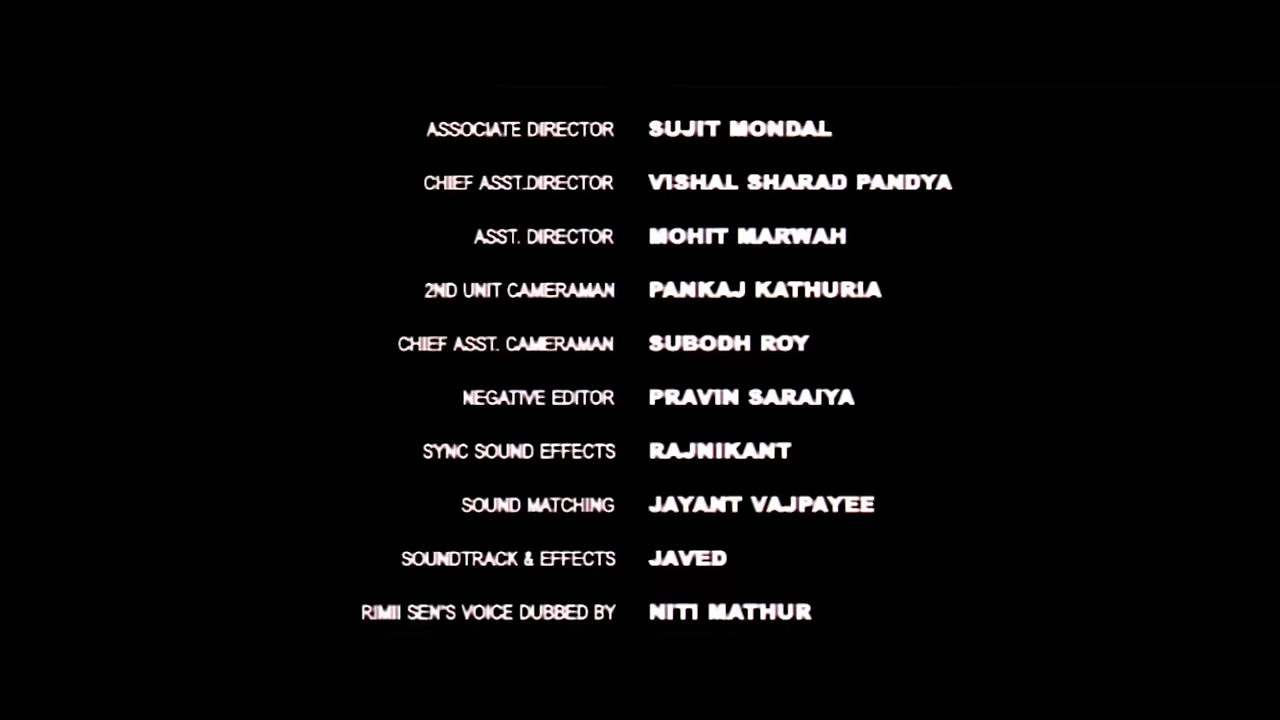 ASSOCIATE DIRECTOR SUJIT MONDAL
CHIEF ASST.DIRECTOR VISHAL SHARAD PANDYA
ASST. DIRECTOR MOHIT MARWAH
2ND UNIT CAMERAMAN PANKAJ KATHURIA
CHIEF ASST. CAMERAMAN SUBODH ROY
NEGATIVE EDITOR PRAVIN SARAIYA
SYNC SOUND EFFECTS RAJNIKANT
SOUND MATCHING JAYANT VAJPAYEE
SOUNDTRACK & EFFECTS JAVED
RIMII SEN'S VOICE DUBBED BY NITI MATHUR